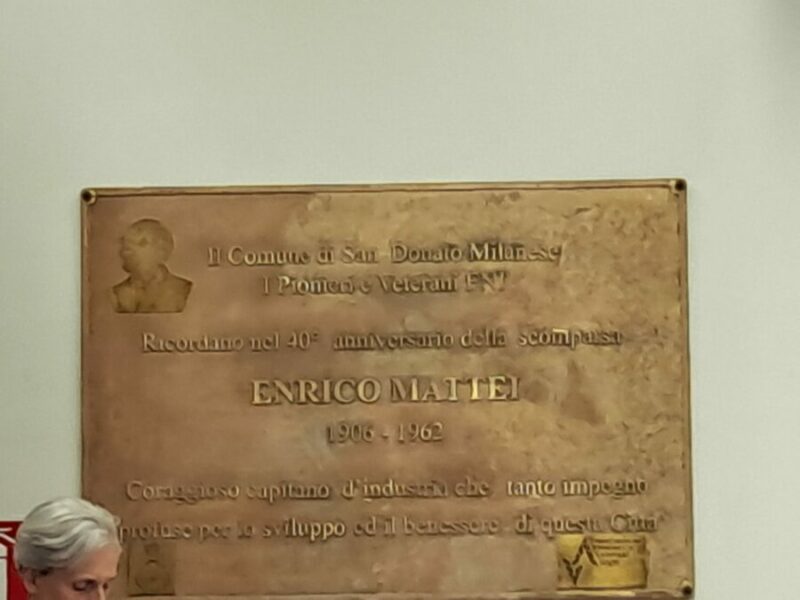 Il Comune di San Donato Milanese
I Pionieri e Veterani ENI
Ricordano nel 40° anniversario della scomparsa
ENRICO MATTEI
1906 - 1962
Coraggioso capitano d'industria che tanto impegno
profuse per lo sviluppo ed il benessere di questa Città